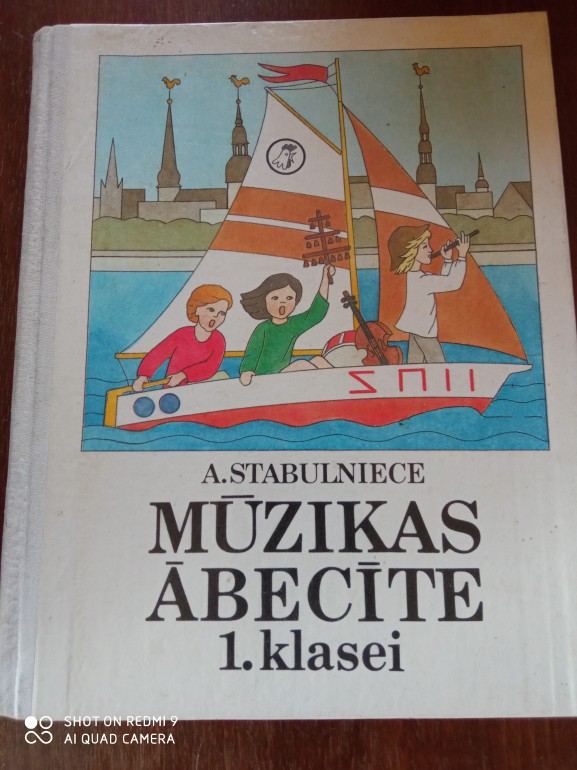 A. STABULNIECE
MŪZIKAS
ĀBECĪTE
1. klasei
SHOT ON REDMI 9
AI QUAD CAMERA